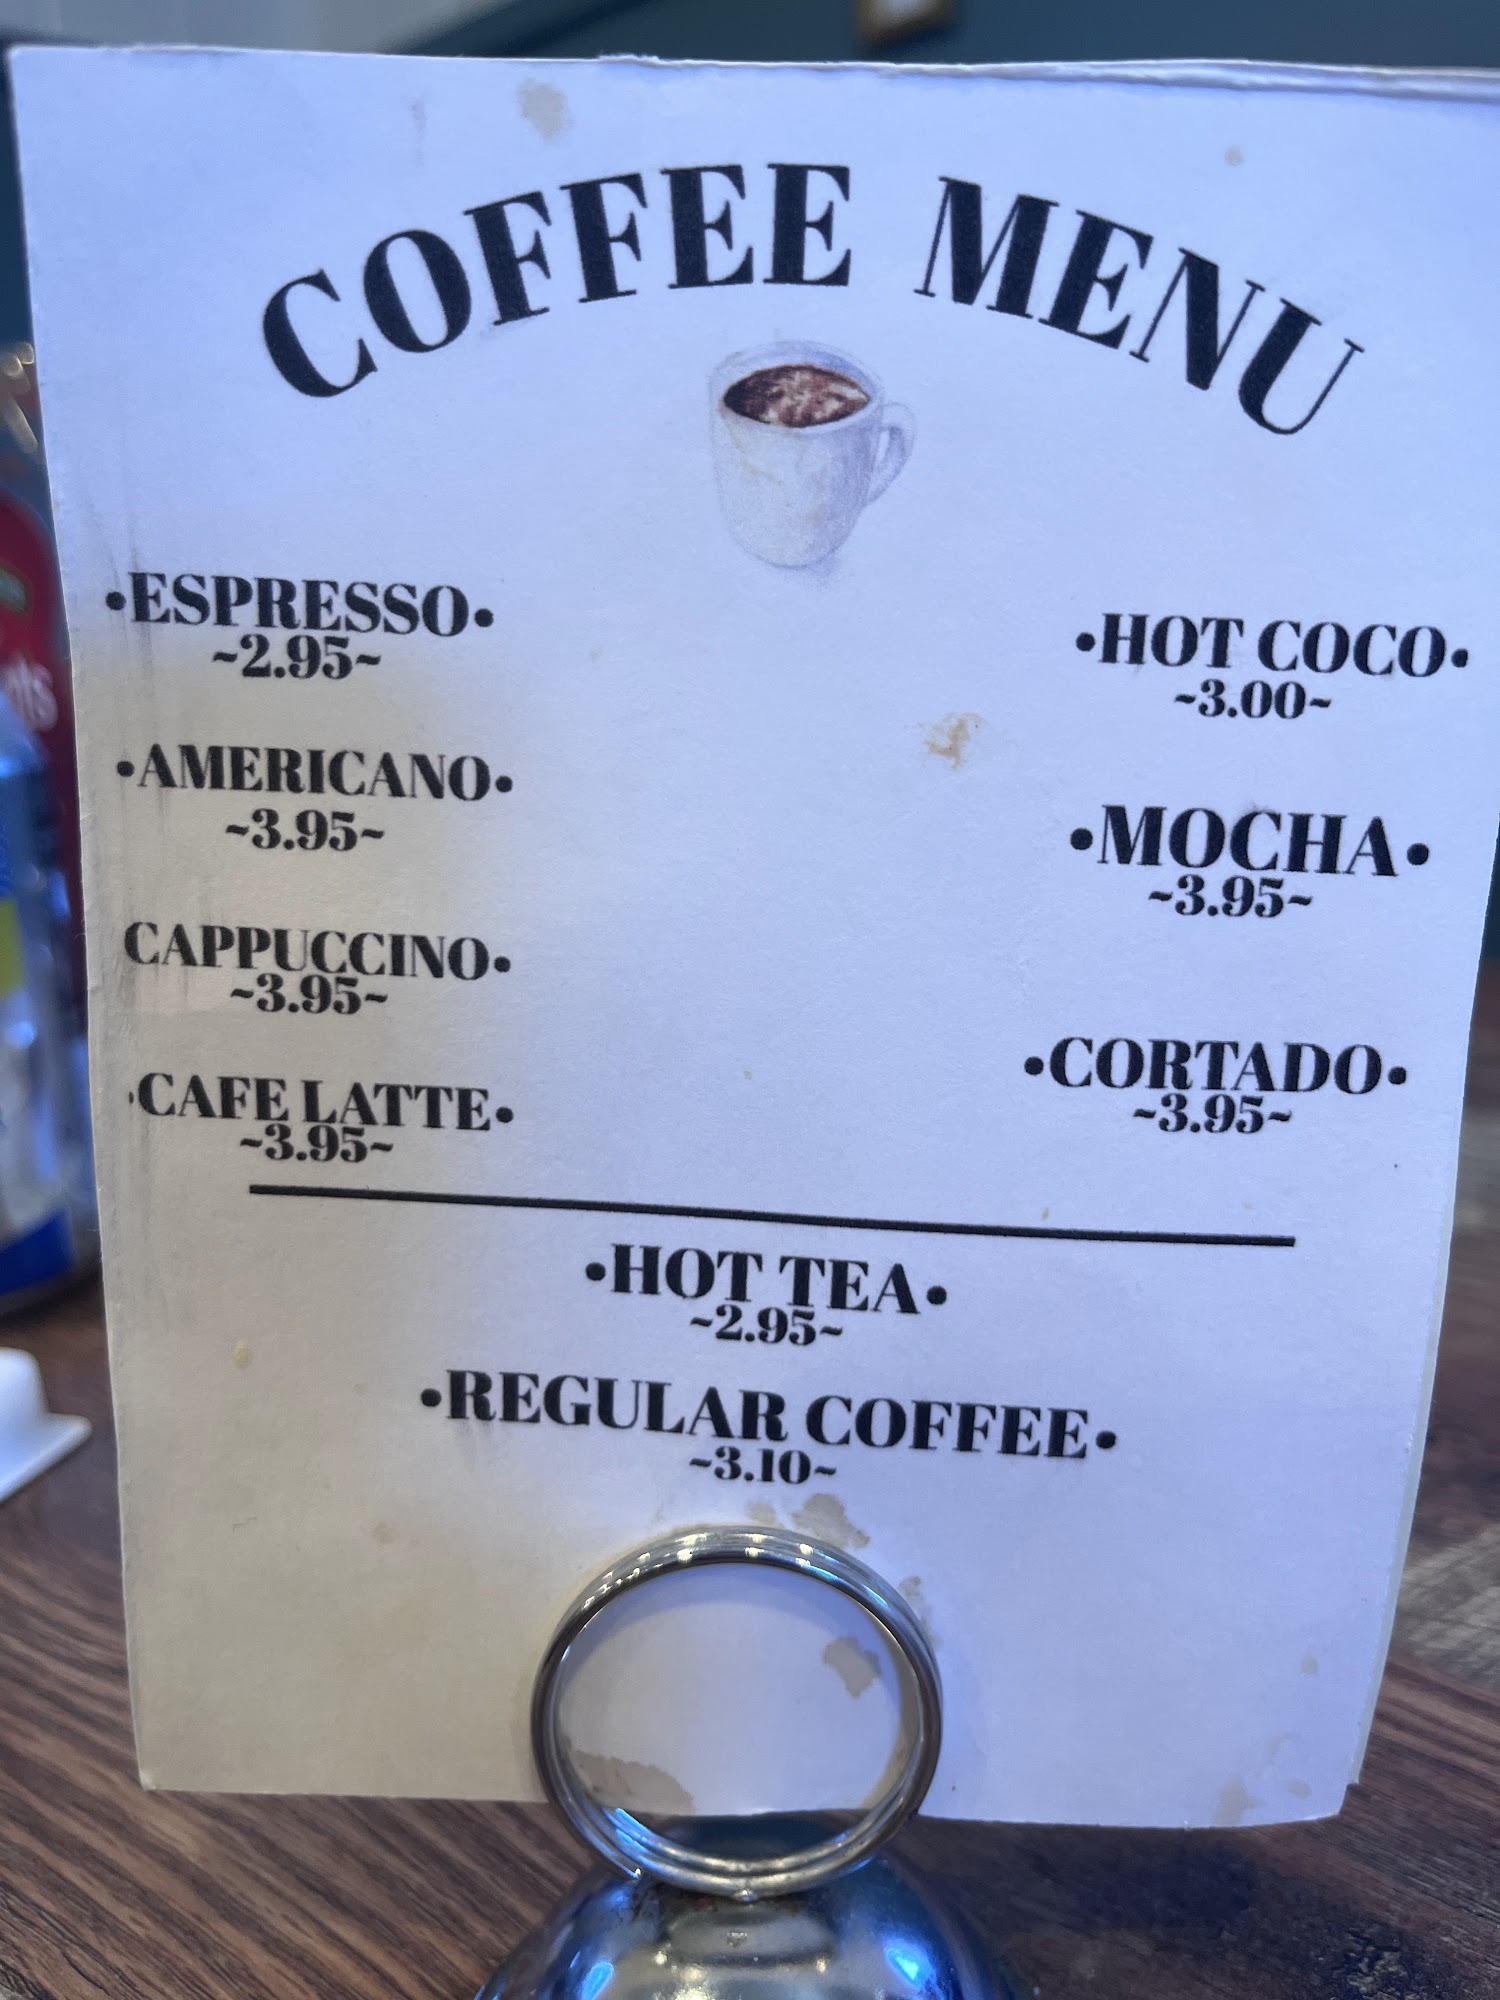 COFFEE MENU
•ESPRESSO•
~2.95~
•AMERICANO•
~3.95~
CAPPUCCINO•
~3.95~
•CAFE LATTE•
~3.95~
•HOT COCO•
~3.00~
•MOCHA•
~3.95~
•CORTADO•
~3.95~
•HOT TEA•
~2.95~
•REGULAR COFFEE•
~3.10~